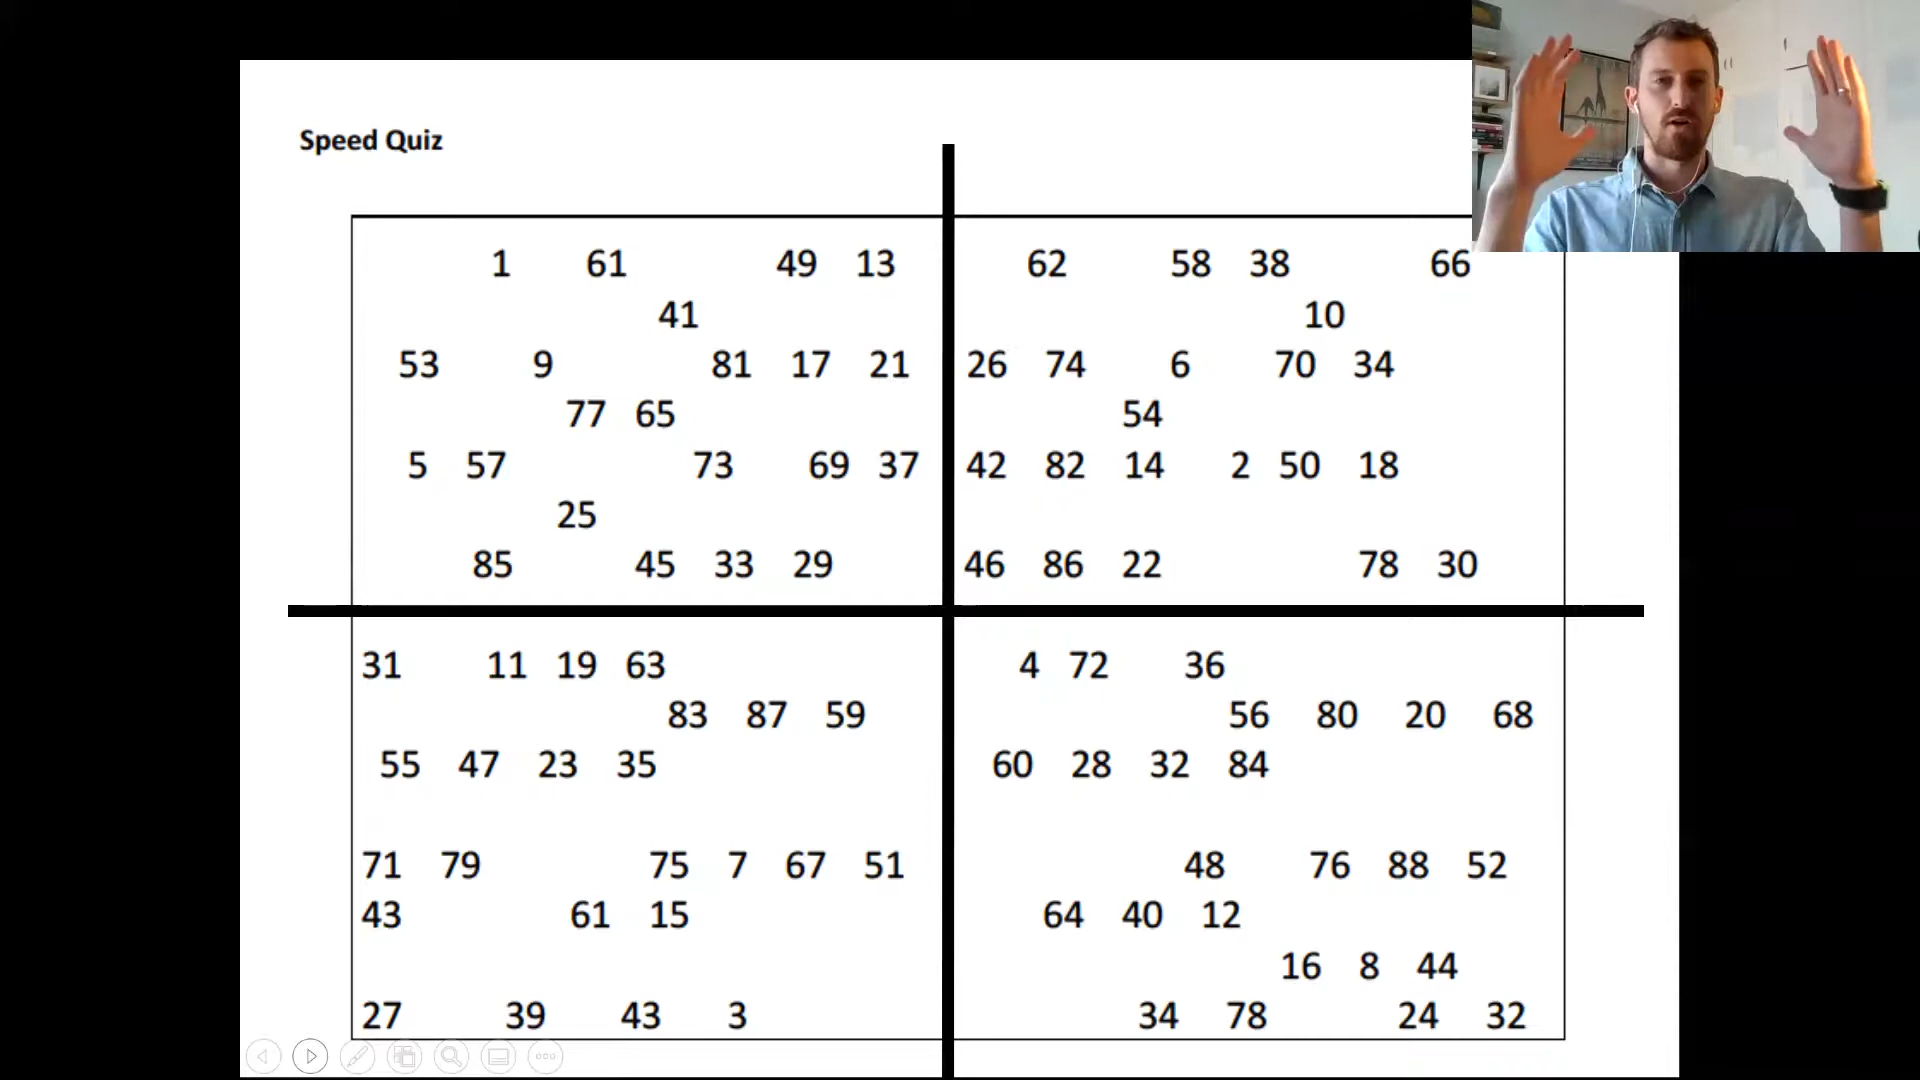 Speed Quiz
1 61 49 13 62 58 38 66
41 10
53 9 81 17 21 26 74 6 70 34
77 65 54
5 57 73 69 37 42 82 14 2 50 18
25
85 45 33 29 46 86 22 78 30
31 11 19 63 4 72 36
83 87 59 56 80 20 68
55 47 23 35 60 28 32 84
71 79 75 7 67 51 48 76 88 52
43 61 15 64 40 12
16 8 44
27 39 43 3 34 78 24 32